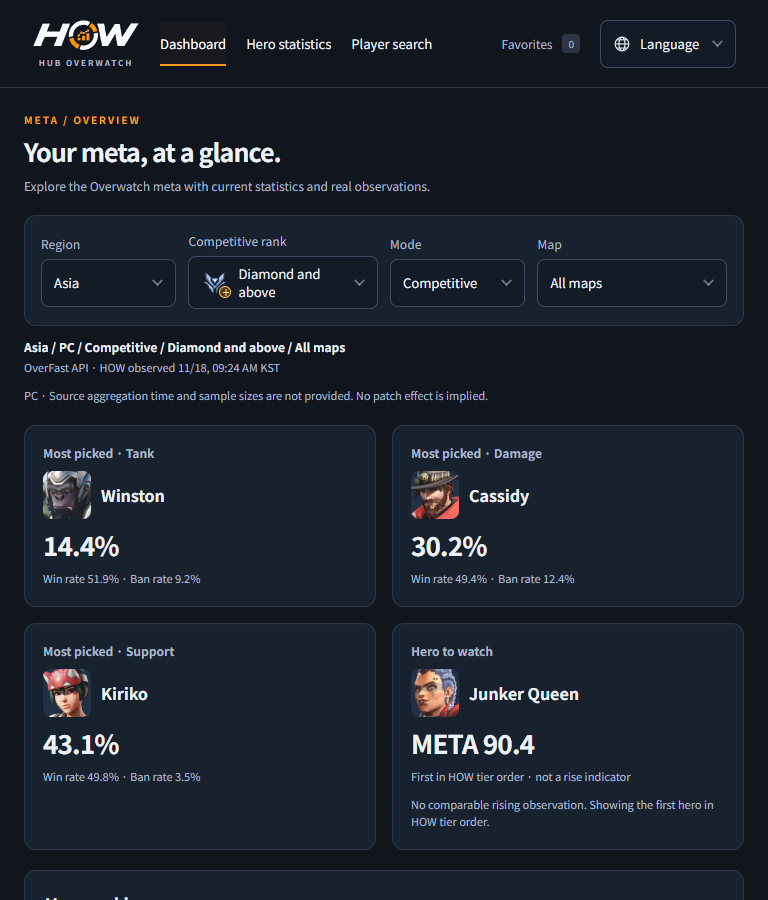 HOW
HUB OVERWATCH
Dashboard
Hero statistics
Player search
Favorites 0
Language
META / OVERVIEW
Your meta, at a glance.
Explore the Overwatch meta with current statistics and real observations.
Region
Asia
Competitive rank
Diamond and
above
Mode
Competitive
Map
All maps
Asia / PC / Competitive / Diamond and above / All maps
OverFast API · HOW observed 11/18, 09:24 AM KST
PC · Source aggregation time and sample sizes are not provided. No patch effect is implied.
Most picked · Tank
Winston
14.4%
Win rate 51.9% · Ban rate 9.2%
Most picked · Damage
Cassidy
30.2%
Win rate 49.4% · Ban rate 12.4%
Most picked · Support
Kiriko
43.1%
Win rate 49.8% · Ban rate 3.5%
Hero to watch
Junker Queen
META 90.4
First in HOW tier order · not a rise indicator
No comparable rising observation. Showing the first hero in
HOW tier order.